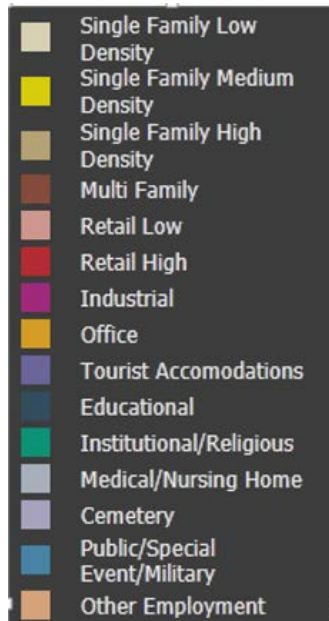 Single Family Low
Density
Single Family Medium
Density
Single Family High
Density
Multi Family
Retail Low
Retail High
Industrial
Office
Tourist Accomodations
Educational
Institutional/Religious
Medical/Nursing Home
Cemetery
Public/Special
Event/Military
Other Employment